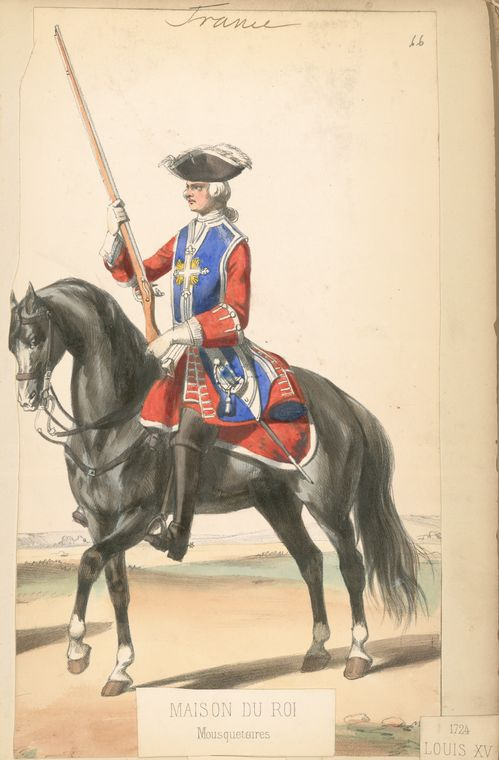 France
66
MAISON DU ROI
Mousquetaires
1724
LOUIS XV